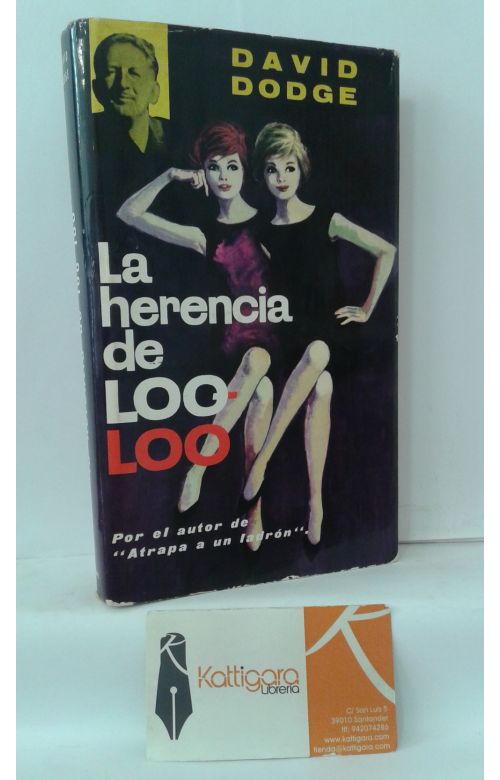 DAVID
DODGE
La
herencia
de
LOO-
LOO
Por el autor de
“Atrapa a un ladrón“.
Kattigara
Librería
C/ San Luis 5
39010 Santander
tlf: 942074286
www.kattigara.com
tienda@kattigara.com